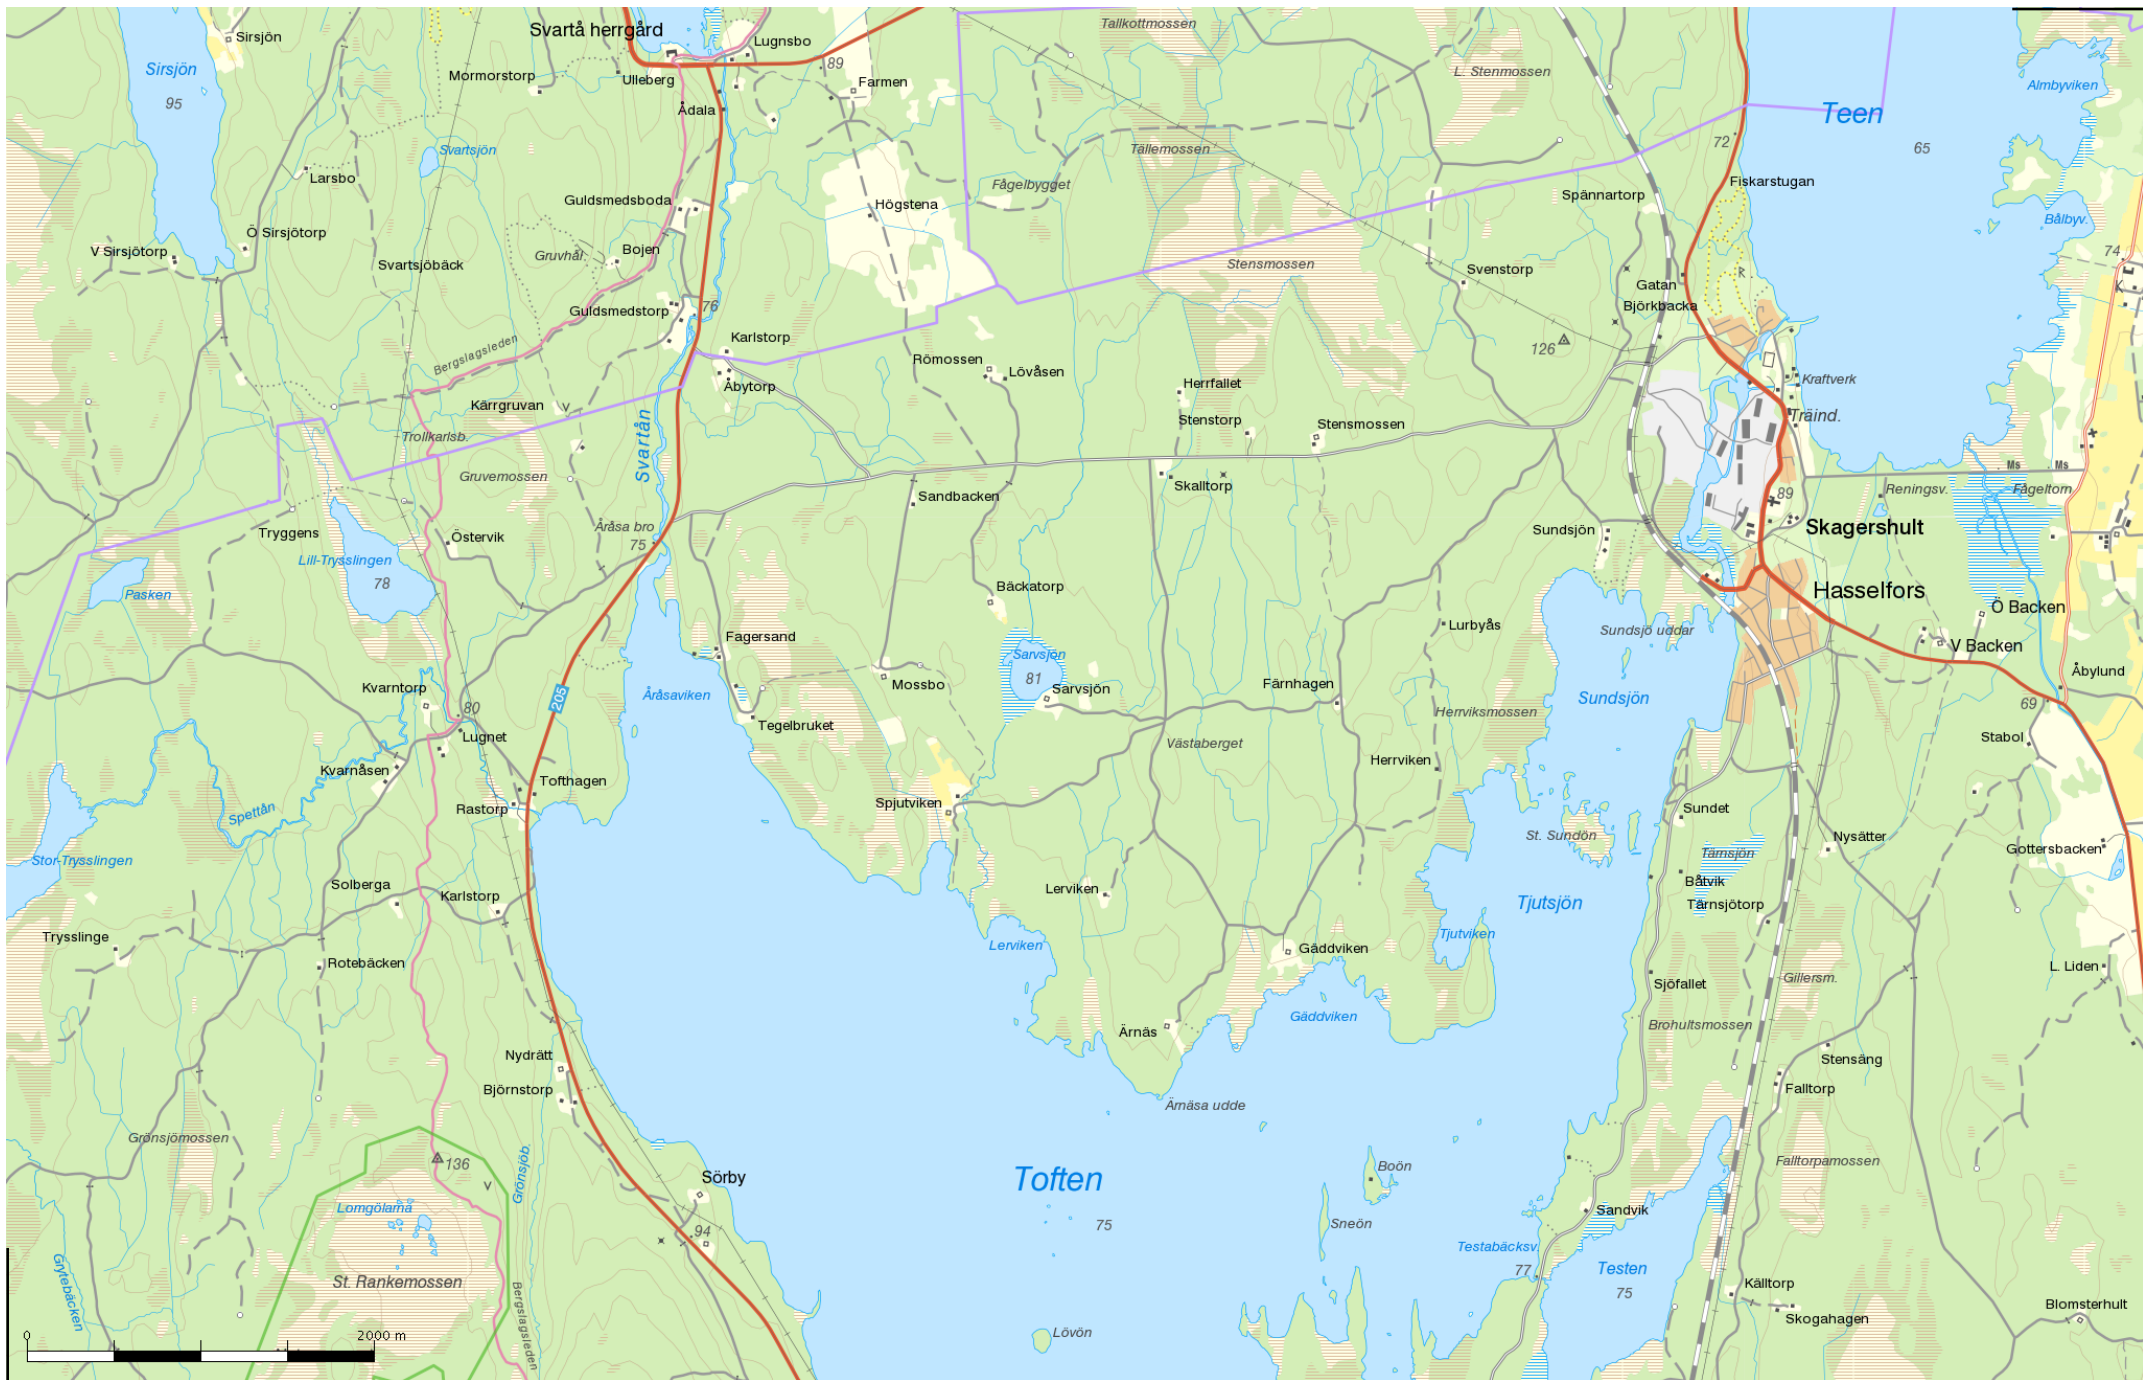 Svartå herrgård
Tallkottmossen
Sirsjön
Lugnsbo
Sirsjön
95
Mormorstorp
Ulleberg
89
Farmen
L. Stenmossen
Almbyviken
Ådala
Teen
65
72
Svartsjön
Tällemossen
Larsbo
Fågelbygget
Fiskarstugan
Guldsmedsboda
Högstena
Spännartorp
Bålbyv.
Ö Sirsjötorp
V Sirsjötorp
Svartsjöbäck
Gruvhål.
Bojen
Stensmossen
Svenstorp
74
R
K
Gatan
Guldsmedstorp
76
Björkbacka
Karlstorp
126
Bergslagsleden
Römossen
Lövåsen
Åbytorp
Herrfallet
Kraftverk
Kärrgruvan
Träind.
Trollkarlsb.
Svartån
Stenstorp
Stensmossen
Gruvemossen
Skalltorp
Ms
Ms
Sandbacken
89
Reningsv.
Fågeltorn
Tryggens
Östervik
Åråsa bro
75
Sundsjön
Skagershult
Lill-Trysslingen
78
Pasken
Bäckatorp
Hasselfors
Ö Backen
Fagersand
Lurbyås
Sundsjö uddar
V Backen
Sarvsjön
81
Åbylund
Kvarntorp
Åråsaviken
Mossbo
Sarvsjön
Färnhagen
Sundsjön
205
80
Tegelbruket
Herrviksmossen
69
Lugnet
Västaberget
Stabol
Kvarnåsen
Tofthagen
Herrviken
Spettån
Rastorp
Spjutviken
Sundet
St. Sundön
Nysätter
Stor-Trysslingen
Tärnsjön
Gottersbacken
Solberga
Karlstorp
Lerviken
Båtvik
Tjutsjön
Tärnsjötorp
Trysslinge
Rotebäcken
Lerviken
Gäddviken
Tjutviken
L. Liden
Sjöfallet
Gillersm.
Ärnäs
Gäddviken
Brohultsmossen
Nydrätt
Stensäng
Björnstorp
Falltorp
Ärnäsa udde
Grönsjömossen
136
Grönsjöb.
Sörby
Toften
75
Boön
Falltorpamossen
Lomgölarna
Sneön
Sandvik
94
Testabäcksv.
77
Testen
75
St. Rankemossen
Grytebäcken
Bergslagsleden
Källtorp
Skogahagen
Blomsterhult
Lövön
0
2000 m